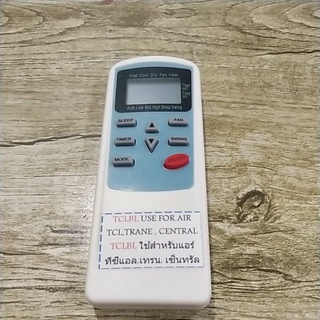 Feel Cool Dry Fan Heat
Auto Low Mid High Sleep Swing
SLEEP
FAN
TIMER
SWING
MODE
TCLBL USE FOR AIR
TCL,TRANE , CENTRAL
TCLBL ใช้สำหรับแอร์
ทีซีแอล.เทรน. เซ็นทรัล